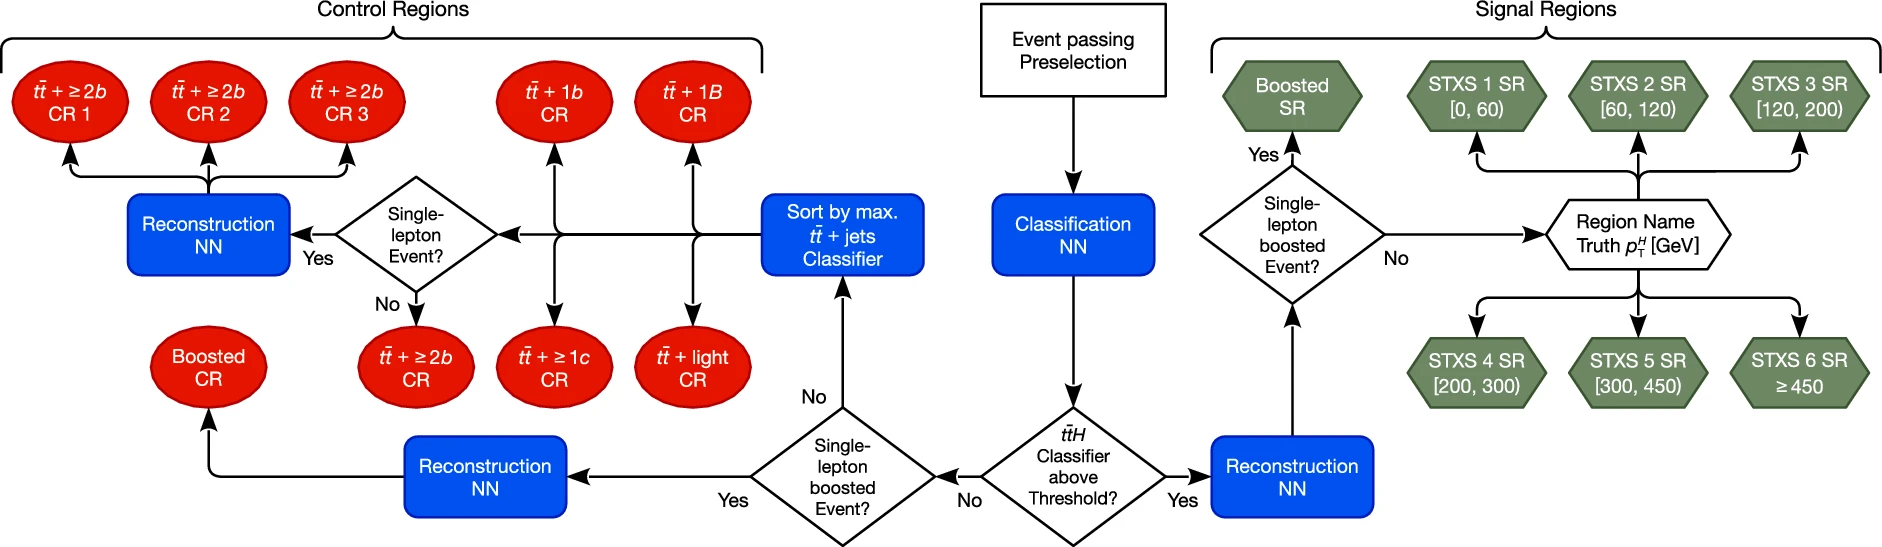 Control Regions
Signal Regions
Event passing
Preselection
tt̄ + ≥ 2b
CR 1
tt̄ + ≥ 2b
CR 2
tt̄ + ≥ 2b
CR 3
tt̄ + 1b
CR
tt̄ + 1B
CR
Boosted
SR
STXS 1 SR
[0, 60)
STXS 2 SR
[60, 120)
STXS 3 SR
[120, 200)
Yes
Reconstruction
NN
Yes
Single-
lepton
Event?
No
Sort by max.
tt̄ + jets
Classifier
Classification
NN
Single-
lepton
boosted
Event?
No
Region Name
Truth p_T^H [GeV]
Boosted
CR
tt̄ + ≥ 2b
CR
tt̄ + ≥ 1c
CR
tt̄ + light
CR
STXS 4 SR
[200, 300)
STXS 5 SR
[300, 450)
STXS 6 SR
≥ 450
No
Reconstruction
NN
Yes
Single-
lepton
boosted
Event?
No
tt̄H
Classifier
above
Threshold?
Yes
Reconstruction
NN